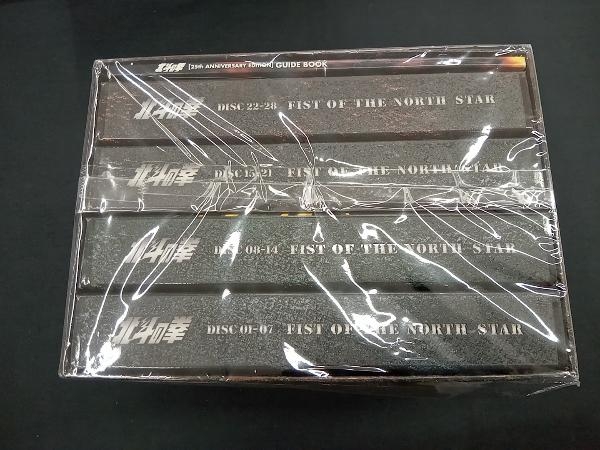 北斗の拳 [25th ANNIVERSARY EDITION] GUIDE BOOK
北斗の拳 DISC 22-28 FIST OF THE NORTH STAR
北斗の拳 DISC 15-21 FIST OF THE NORTH STAR
北斗の拳 DISC 08-14 FIST OF THE NORTH STAR
北斗の拳 DISC 01-07 FIST OF THE NORTH STAR